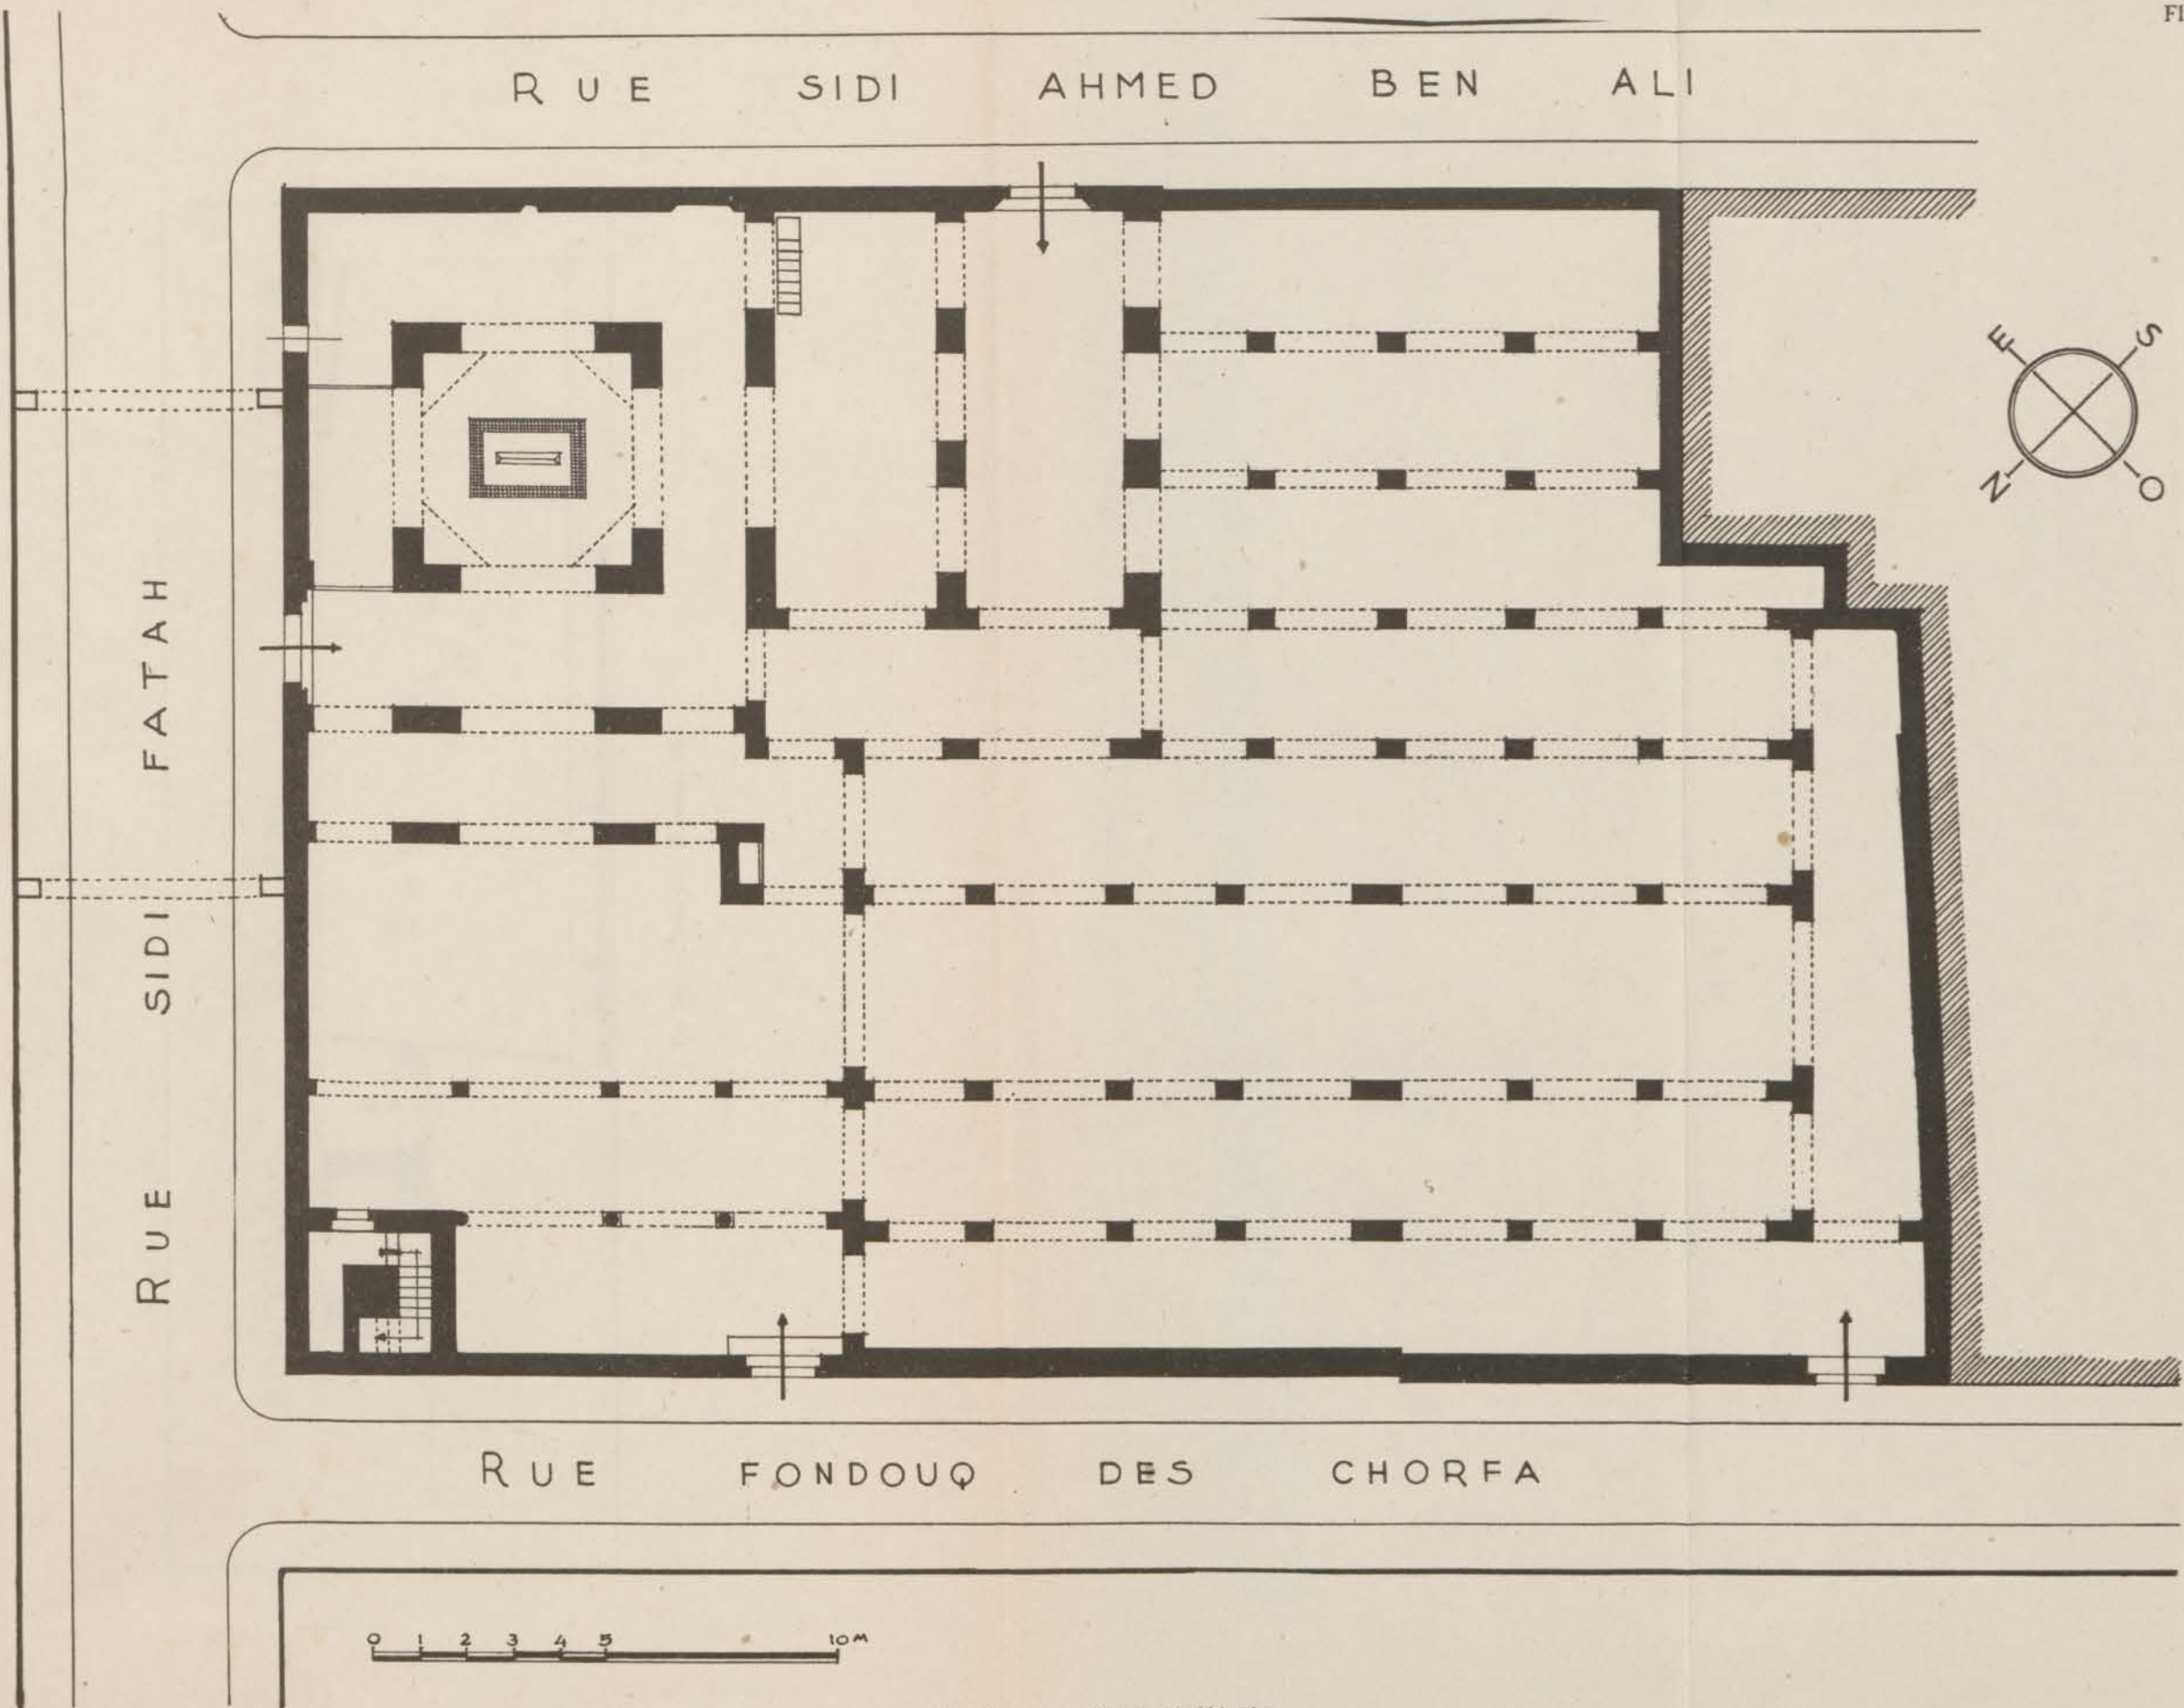 FI
RUE SIDI AHMED BEN ALI
E S
N O
RUE SIDI FATAH
RUE FONDOUQ DES CHORFA
0 1 2 3 4 5 10M